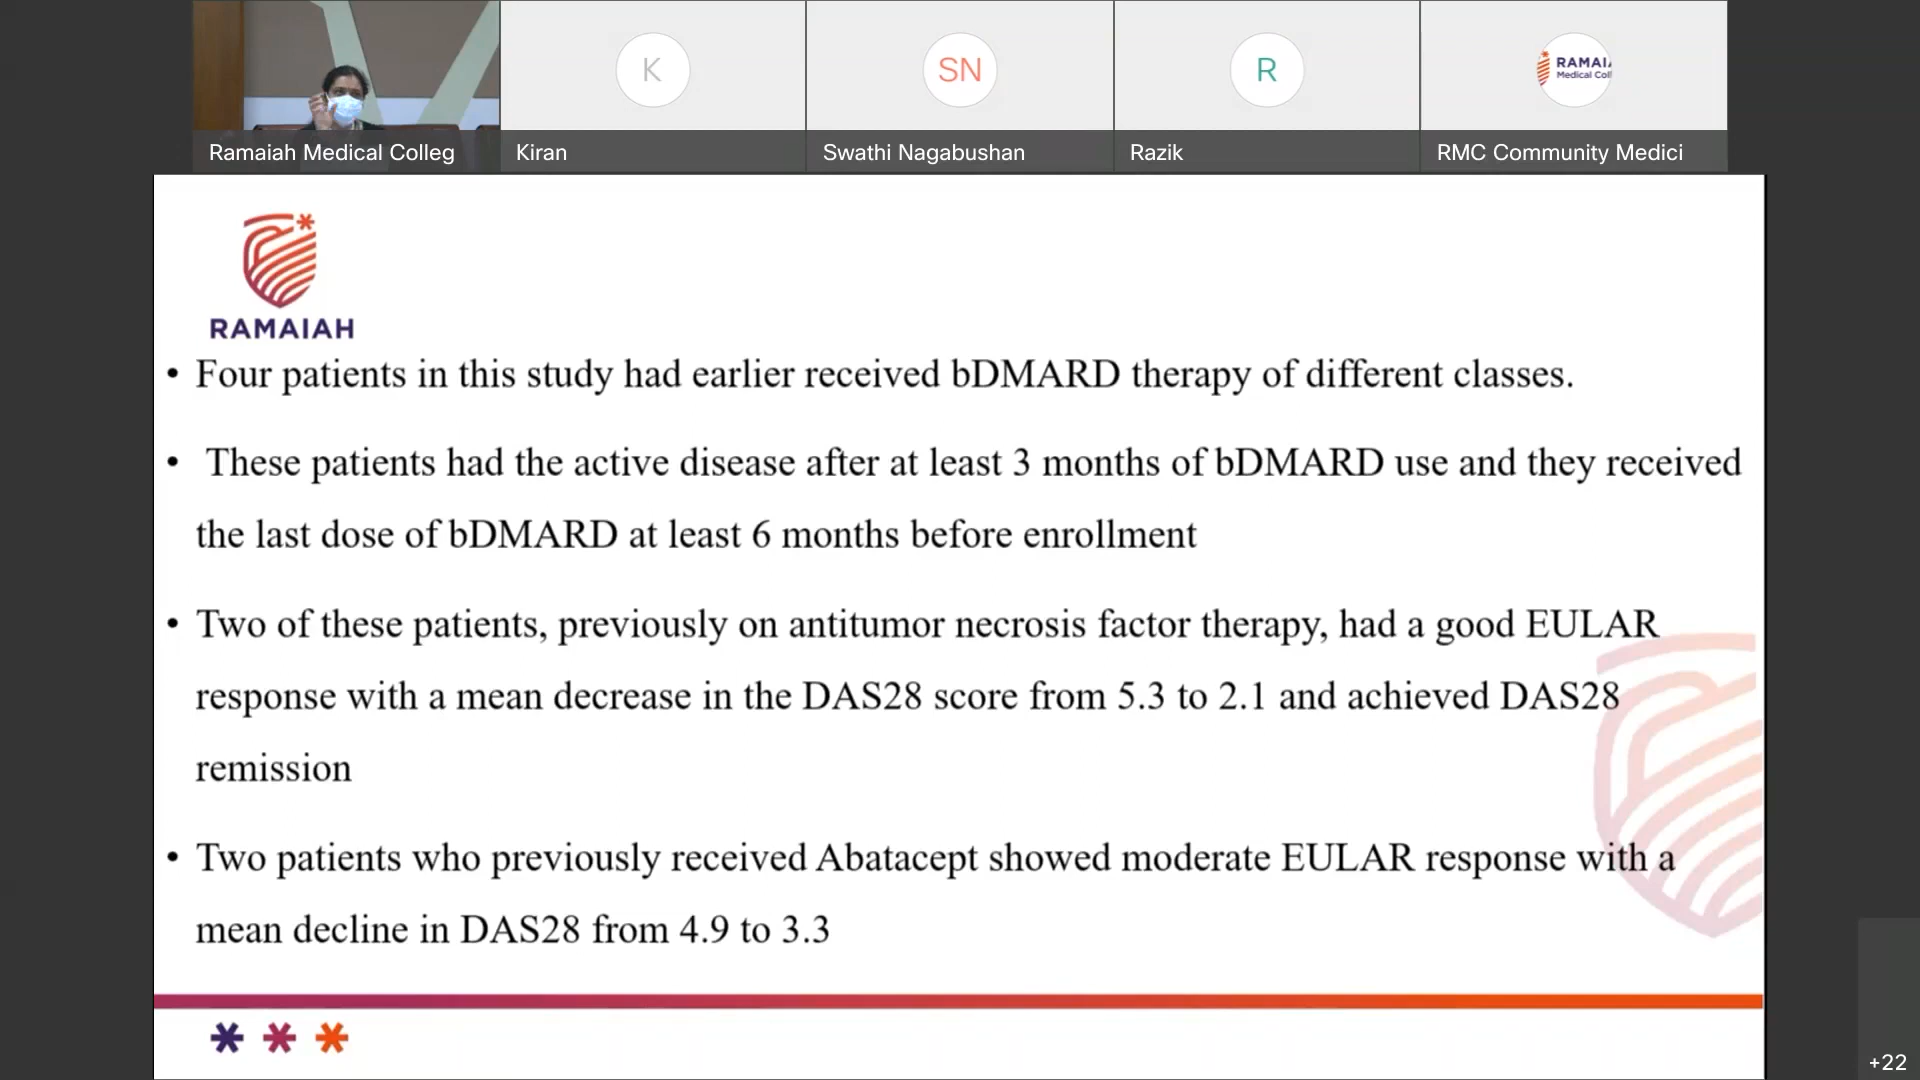 K
SN
R
RAMAI
Medical Col
Ramaiah Medical Colleg
Kiran
Swathi Nagabushan
Razik
RMC Community Medici
RAMAIAH
• Four patients in this study had earlier received bDMARD therapy of different classes.
• These patients had the active disease after at least 3 months of bDMARD use and they received
the last dose of bDMARD at least 6 months before enrollment
• Two of these patients, previously on antitumor necrosis factor therapy, had a good EULAR
response with a mean decrease in the DAS28 score from 5.3 to 2.1 and achieved DAS28
remission
• Two patients who previously received Abatacept showed moderate EULAR response with a
mean decline in DAS28 from 4.9 to 3.3
+22